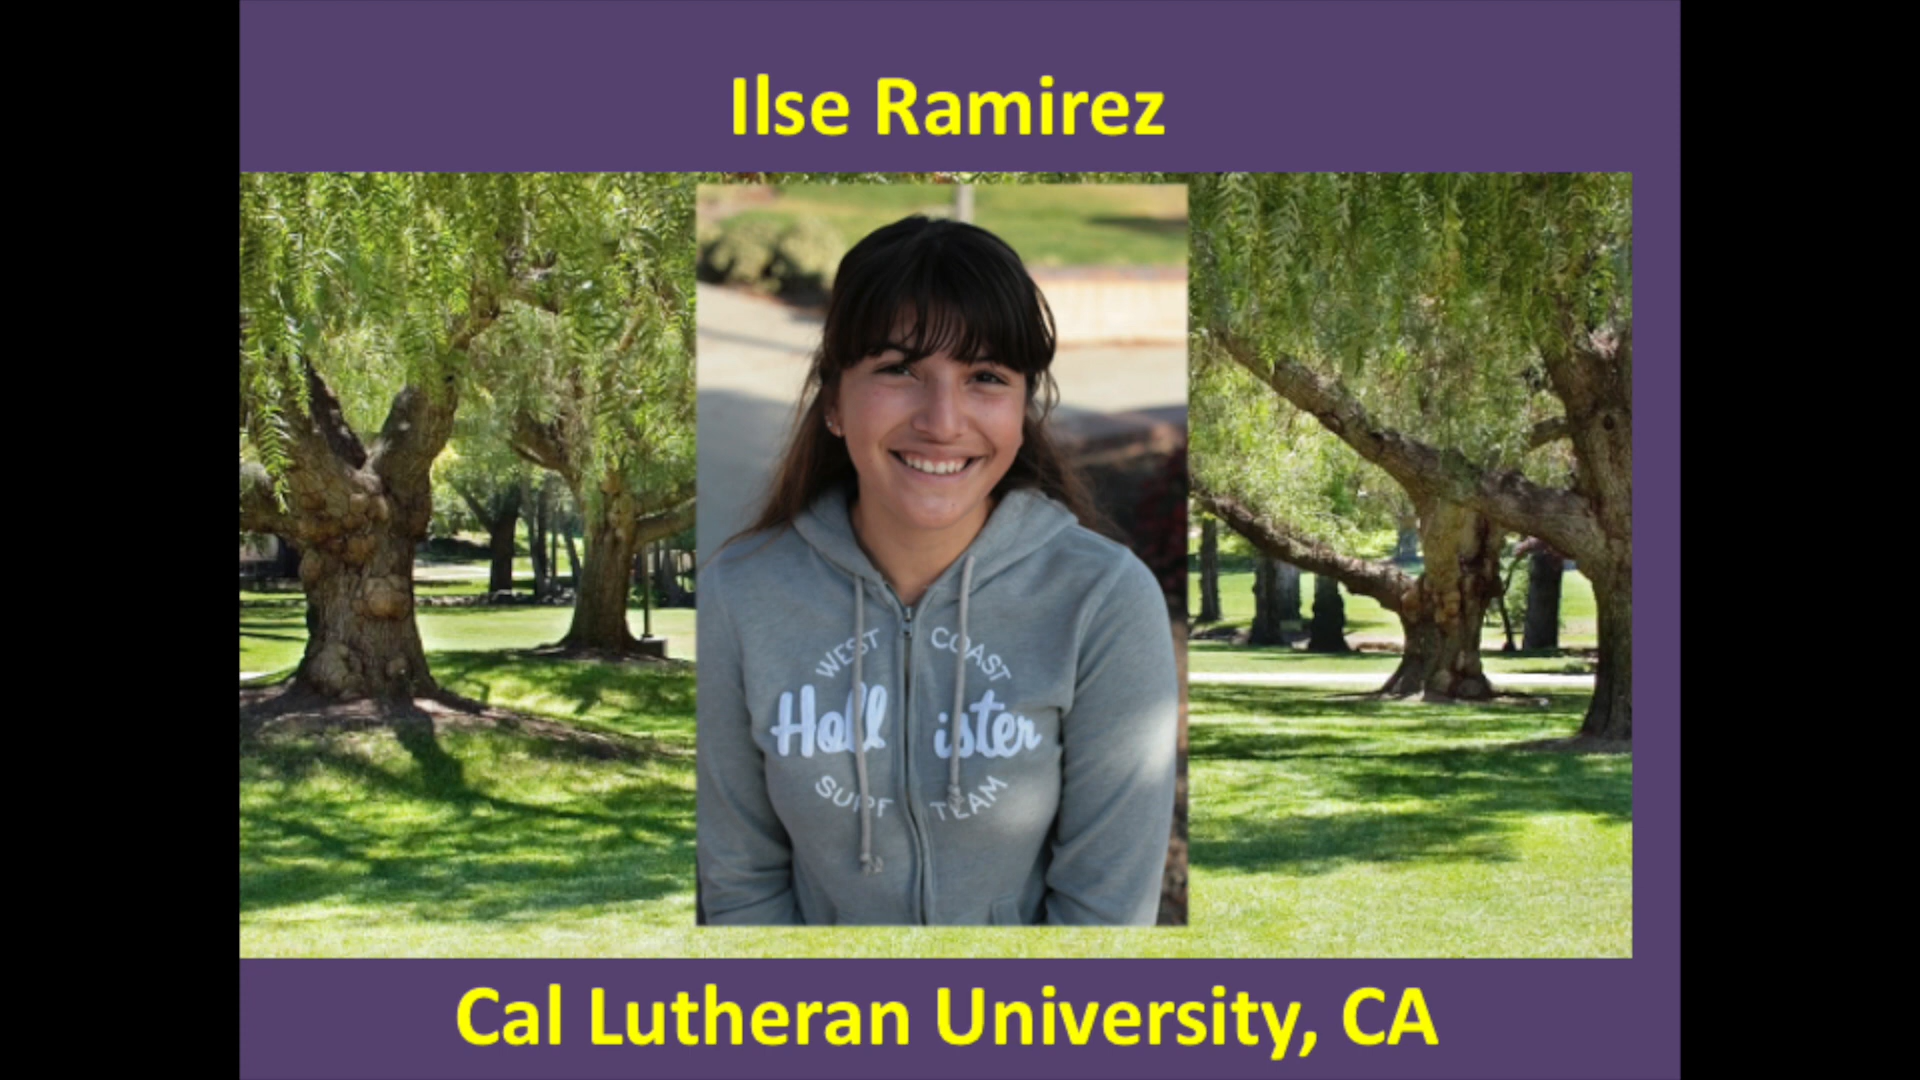 Ilse Ramirez
WEST COAST
Hollister
SURF TEAM
Cal Lutheran University, CA